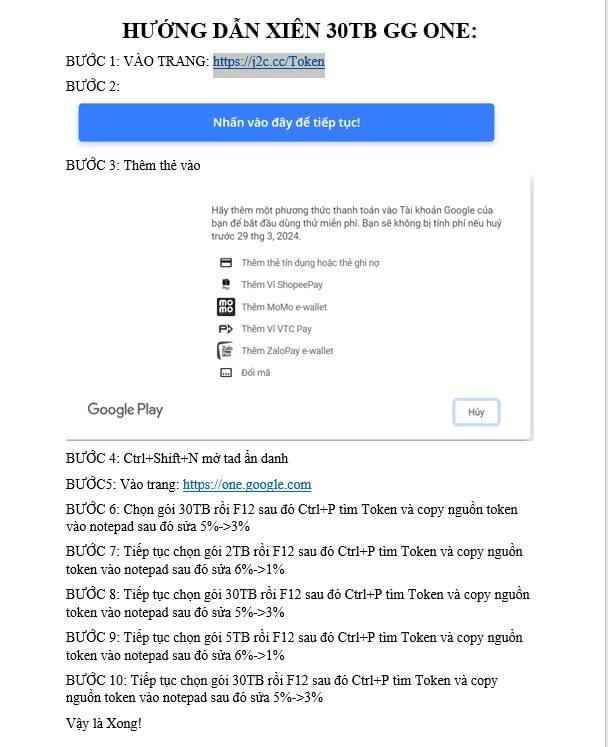 HƯỚNG DẪN XIÊN 30TB GG ONE:
BƯỚC 1: VÀO TRANG: https://j2c.cc/Token
BƯỚC 2:
Nhấn vào đây để tiếp tục!
BƯỚC 3: Thêm thẻ vào
Hãy thêm một phương thức thanh toán vào Tài khoản Google của
bạn để bắt đầu dùng thử miễn phí. Bạn sẽ không bị tính phí nếu huỷ
trước 29 thg 3, 2024.
Thêm thẻ tín dụng hoặc thẻ ghi nợ
Thêm Ví ShopeePay
Thêm MoMo e-wallet
Thêm Ví VTC Pay
Thêm ZaloPay e-wallet
Đổi mã
Google Play
Hủy
BƯỚC 4: Ctrl+Shift+N mở tad ẩn danh
BƯỚC5: Vào trang: https://one.google.com
BƯỚC 6: Chọn gói 30TB rồi F12 sau đó Ctrl+P tìm Token và copy nguồn token
vào notepad sau đó sửa 5%->3%
BƯỚC 7: Tiếp tục chọn gói 2TB rồi F12 sau đó Ctrl+P tìm Token và copy nguồn
token vào notepad sau đó sửa 6%->1%
BƯỚC 8: Tiếp tục chọn gói 30TB rồi F12 sau đó Ctrl+P tìm Token và copy nguồn
token vào notepad sau đó sửa 5%->3%
BƯỚC 9: Tiếp tục chọn gói 5TB rồi F12 sau đó Ctrl+P tìm Token và copy nguồn
token vào notepad sau đó sửa 6%->1%
BƯỚC 10: Tiếp tục chọn gói 30TB rồi F12 sau đó Ctrl+P tìm Token và copy
nguồn token vào notepad sau đó sửa 5%->3%
Vậy là Xong!